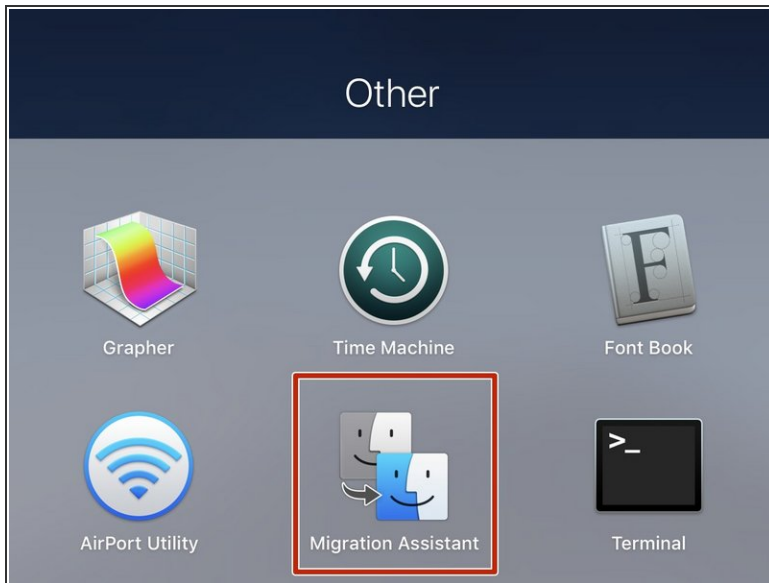 Other
Grapher
Time Machine
Font Book
F
>_
AirPort Utility
Migration Assistant
Terminal